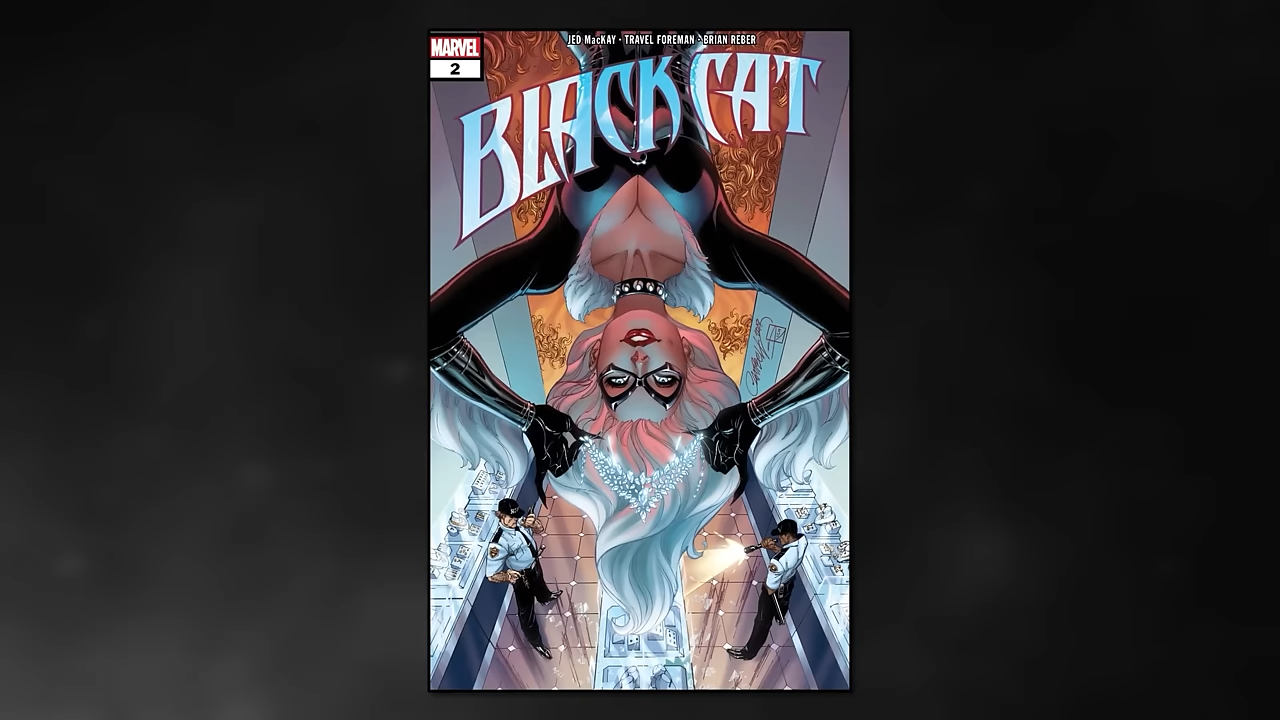 JED MacKAY · TRAVEL FOREMAN · BRIAN REBER
MARVEL
2
BLACK CAT